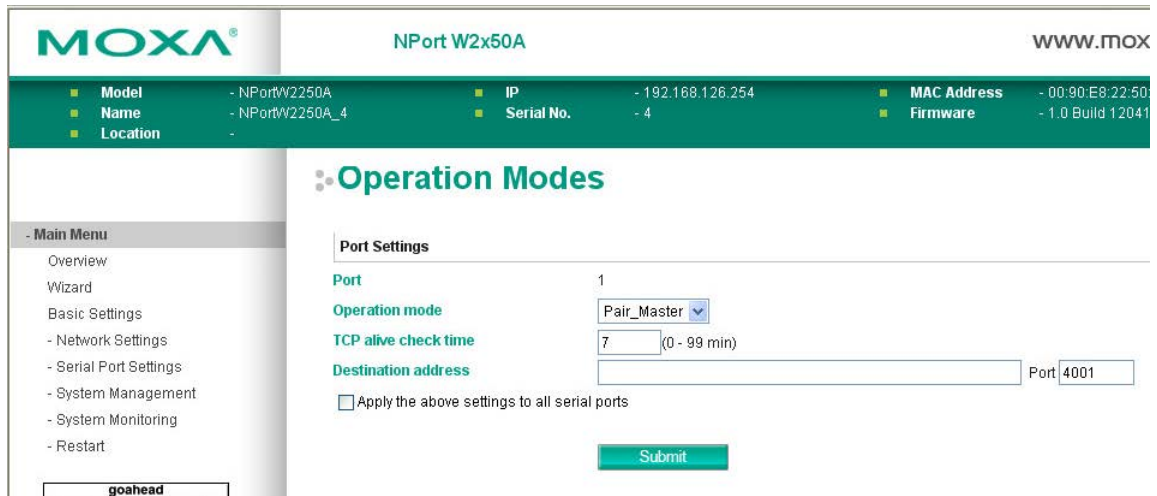 MOXA®
NPort W2x50A
www.mox
Model - NPortW2250A IP - 192.168.126.254 MAC Address - 00:90:E8:22:50:
Name - NPortW2250A_4 Serial No. - 4 Firmware - 1.0 Build 12041
Location -
Operation Modes
- Main Menu
Overview
Wizard
Basic Settings
- Network Settings
- Serial Port Settings
- System Management
- System Monitoring
- Restart
goahead
Port Settings
Port 1
Operation mode Pair_Master
TCP alive check time 7 (0 - 99 min)
Destination address Port 4001
Apply the above settings to all serial ports
Submit